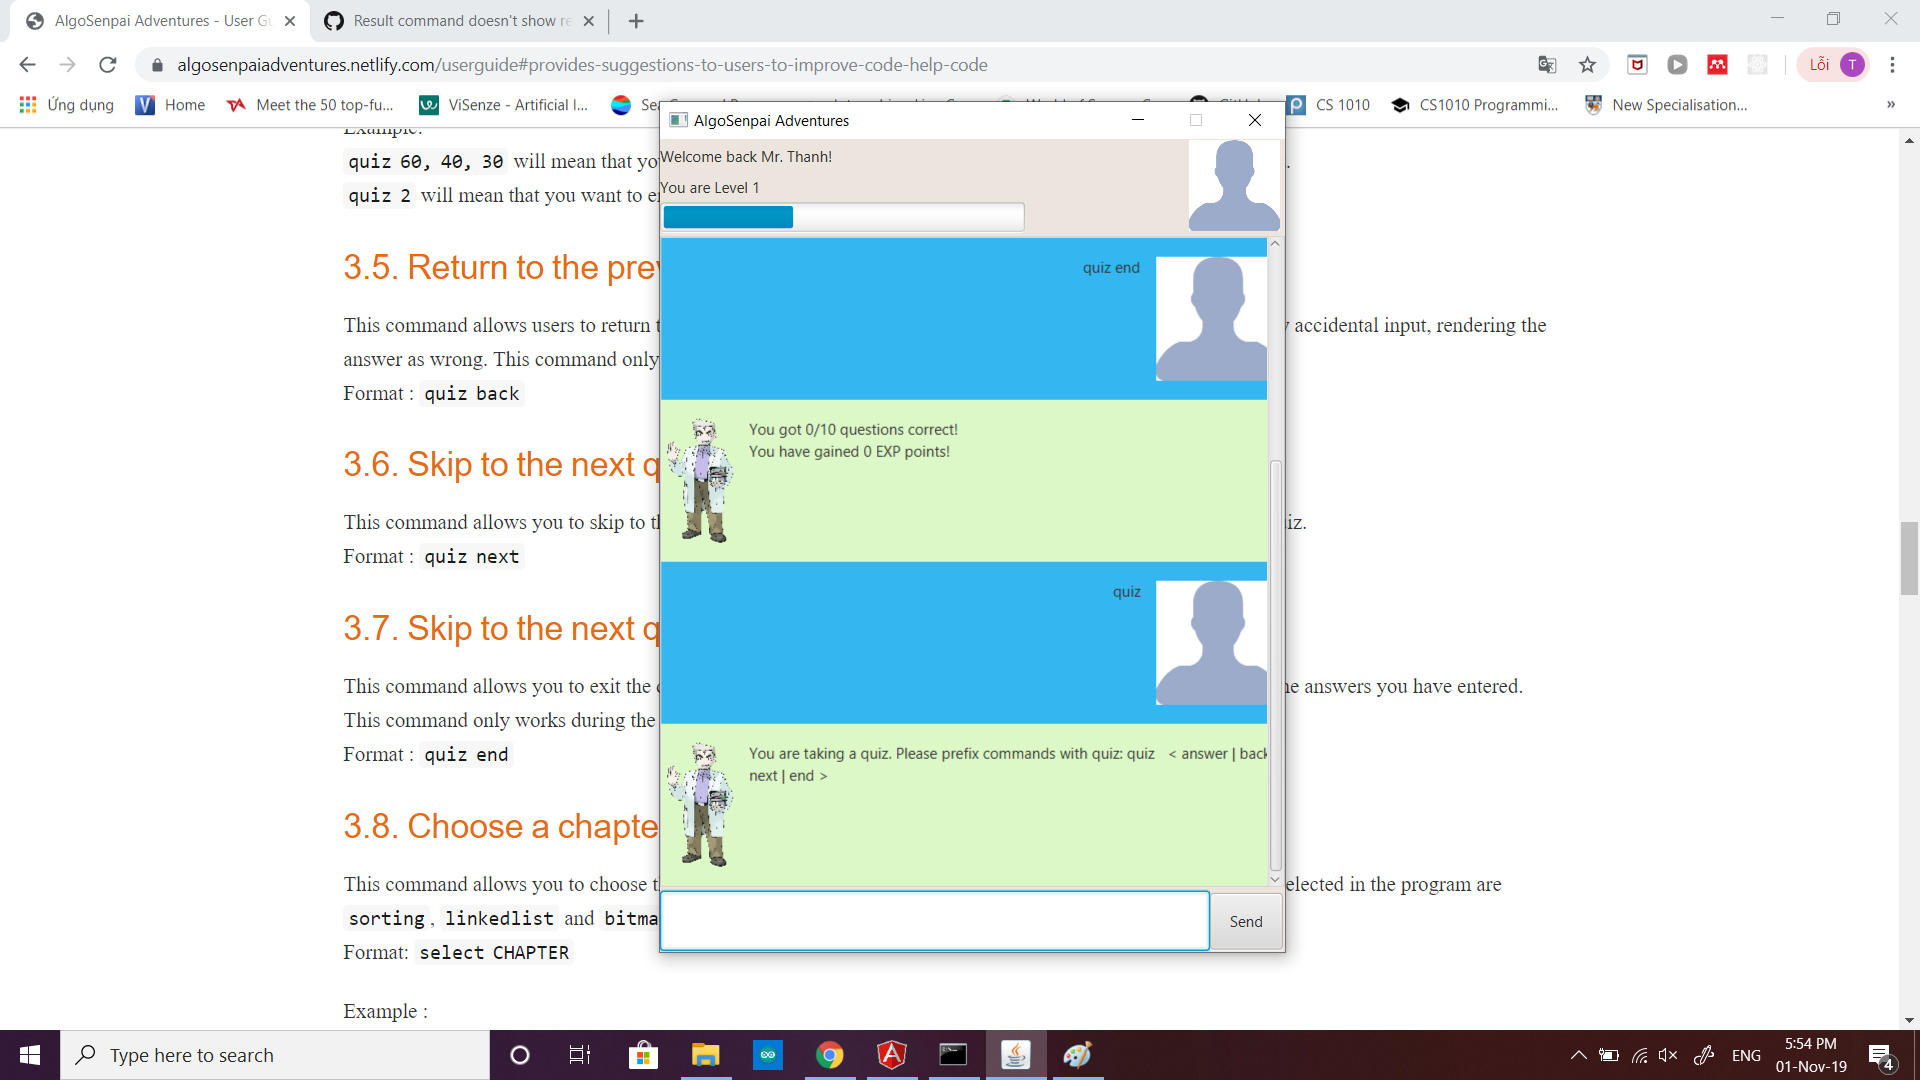 AlgoSenpai Adventures - User Gu
Result command doesn't show re
algosenpaiadventures.netlify.com/userguide#provides-suggestions-to-users-to-improve-code-help-code
Lỗi T
Ứng dụng
Home
Meet the 50 top-fu...
ViSenze - Artificial I...
CS 1010
CS1010 Programmi...
New Specialisation...
»
Example:
quiz 60, 40, 30 will mean that yo
quiz 2 will mean that you want to e
3.5. Return to the prev
This command allows users to return t
accidental input, rendering the
answer as wrong. This command only
Format : quiz back
3.6. Skip to the next q
This command allows you to skip to th
iz.
Format : quiz next
3.7. Skip to the next q
This command allows you to exit the
e answers you have entered.
This command only works during the
Format : quiz end
3.8. Choose a chapte
This command allows you to choose t
elected in the program are
sorting, linkedlist and bitma
Format: select CHAPTER
Example :
AlgoSenpai Adventures
Welcome back Mr. Thanh!
You are Level 1
quiz end
You got 0/10 questions correct!
You have gained 0 EXP points!
quiz
You are taking a quiz. Please prefix commands with quiz: quiz < answer | back
next | end >
Send
Type here to search
ENG
5:54 PM
01-Nov-19
4